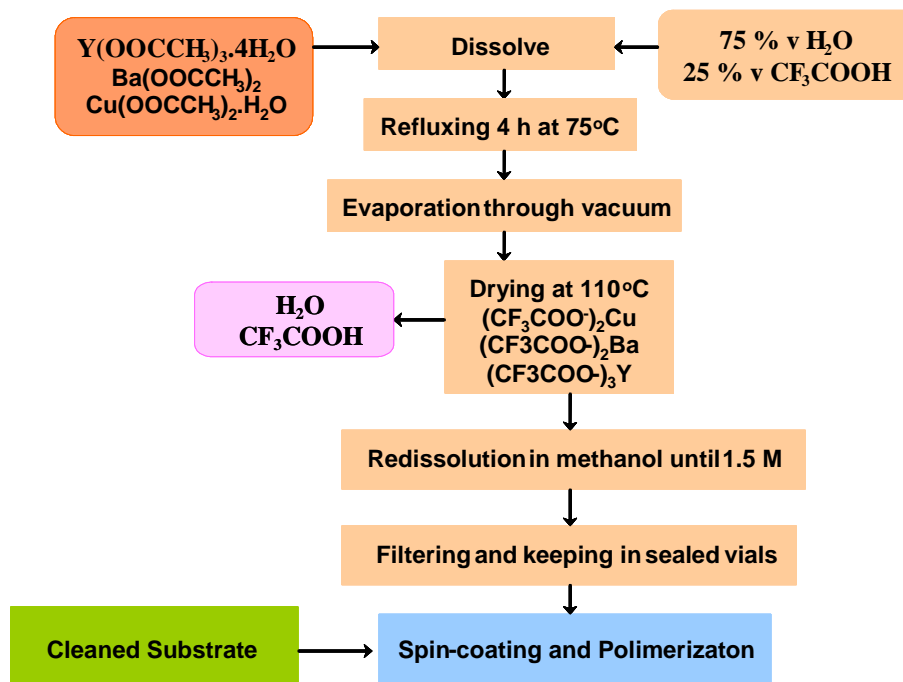 Y(OOCCH₃)₃.4H₂O
Ba(OOCCH₃)₂
Cu(OOCCH₃)₂.H₂O
Dissolve
75 % v H₂O
25 % v CF₃COOH
Refluxing 4 h at 75ºC
Evaporation through vacuum
Drying at 110ºC
(CF₃COO⁻)₂Cu
(CF3COO-)₂Ba
(CF3COO-)₃Y
H₂O
CF₃COOH
Redissolution in methanol until 1.5 M
Filtering and keeping in sealed vials
Cleaned Substrate
Spin-coating and Polimerizaton